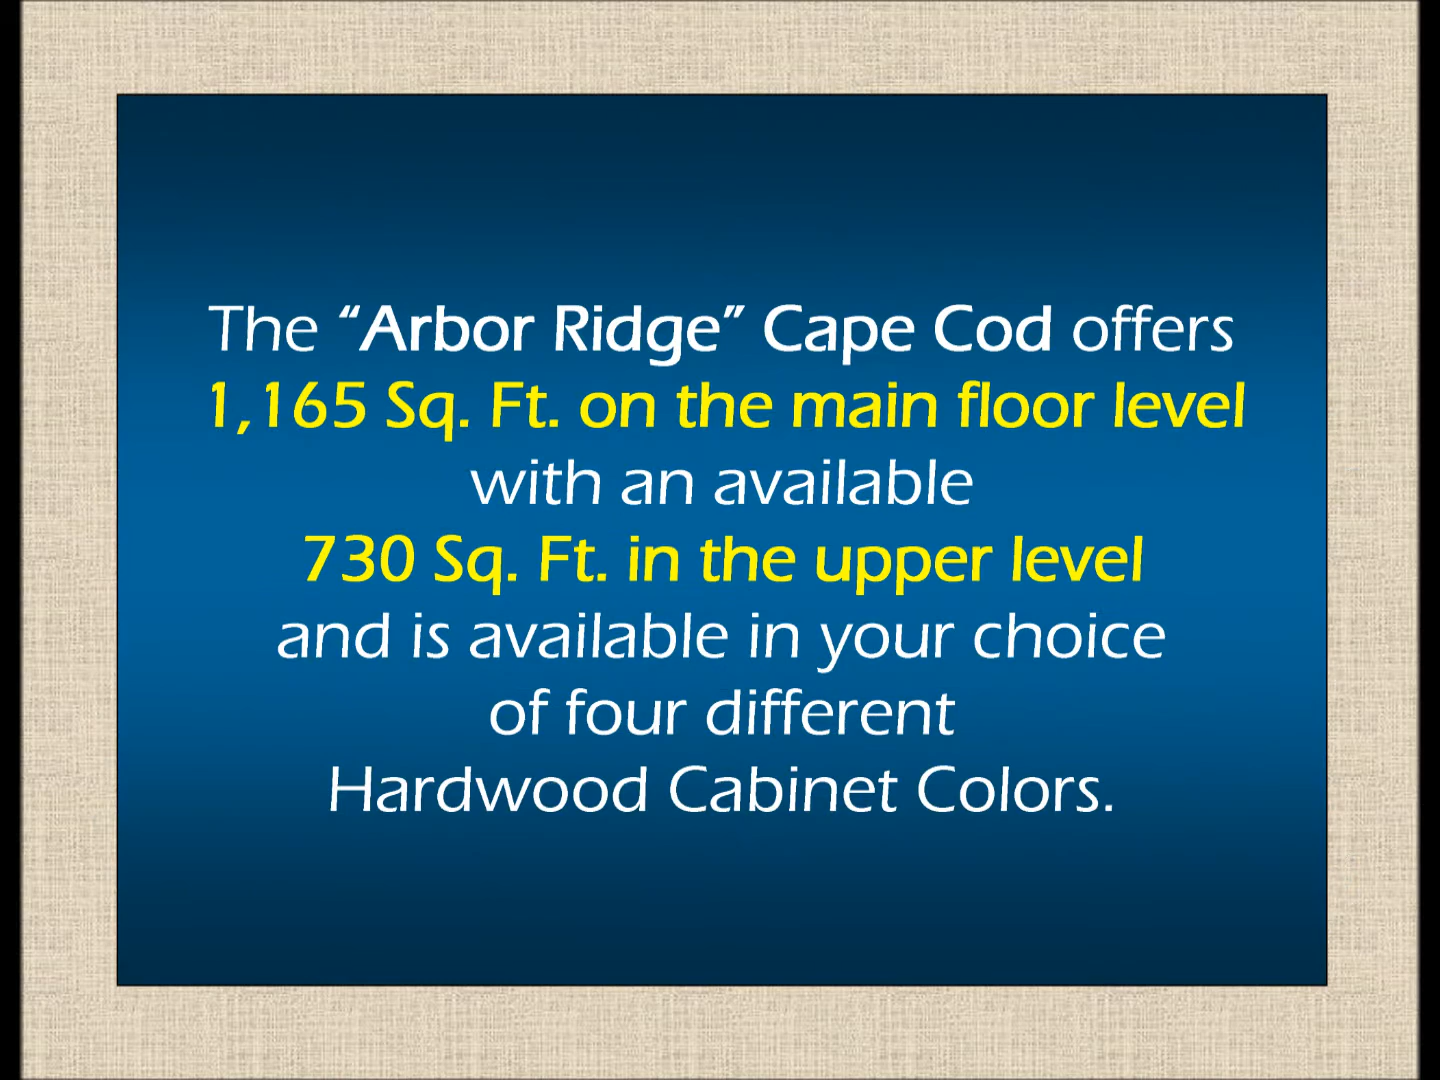 The “Arbor Ridge” Cape Cod offers
1,165 Sq. Ft. on the main floor level
with an available
730 Sq. Ft. in the upper level
and is available in your choice
of four different
Hardwood Cabinet Colors.